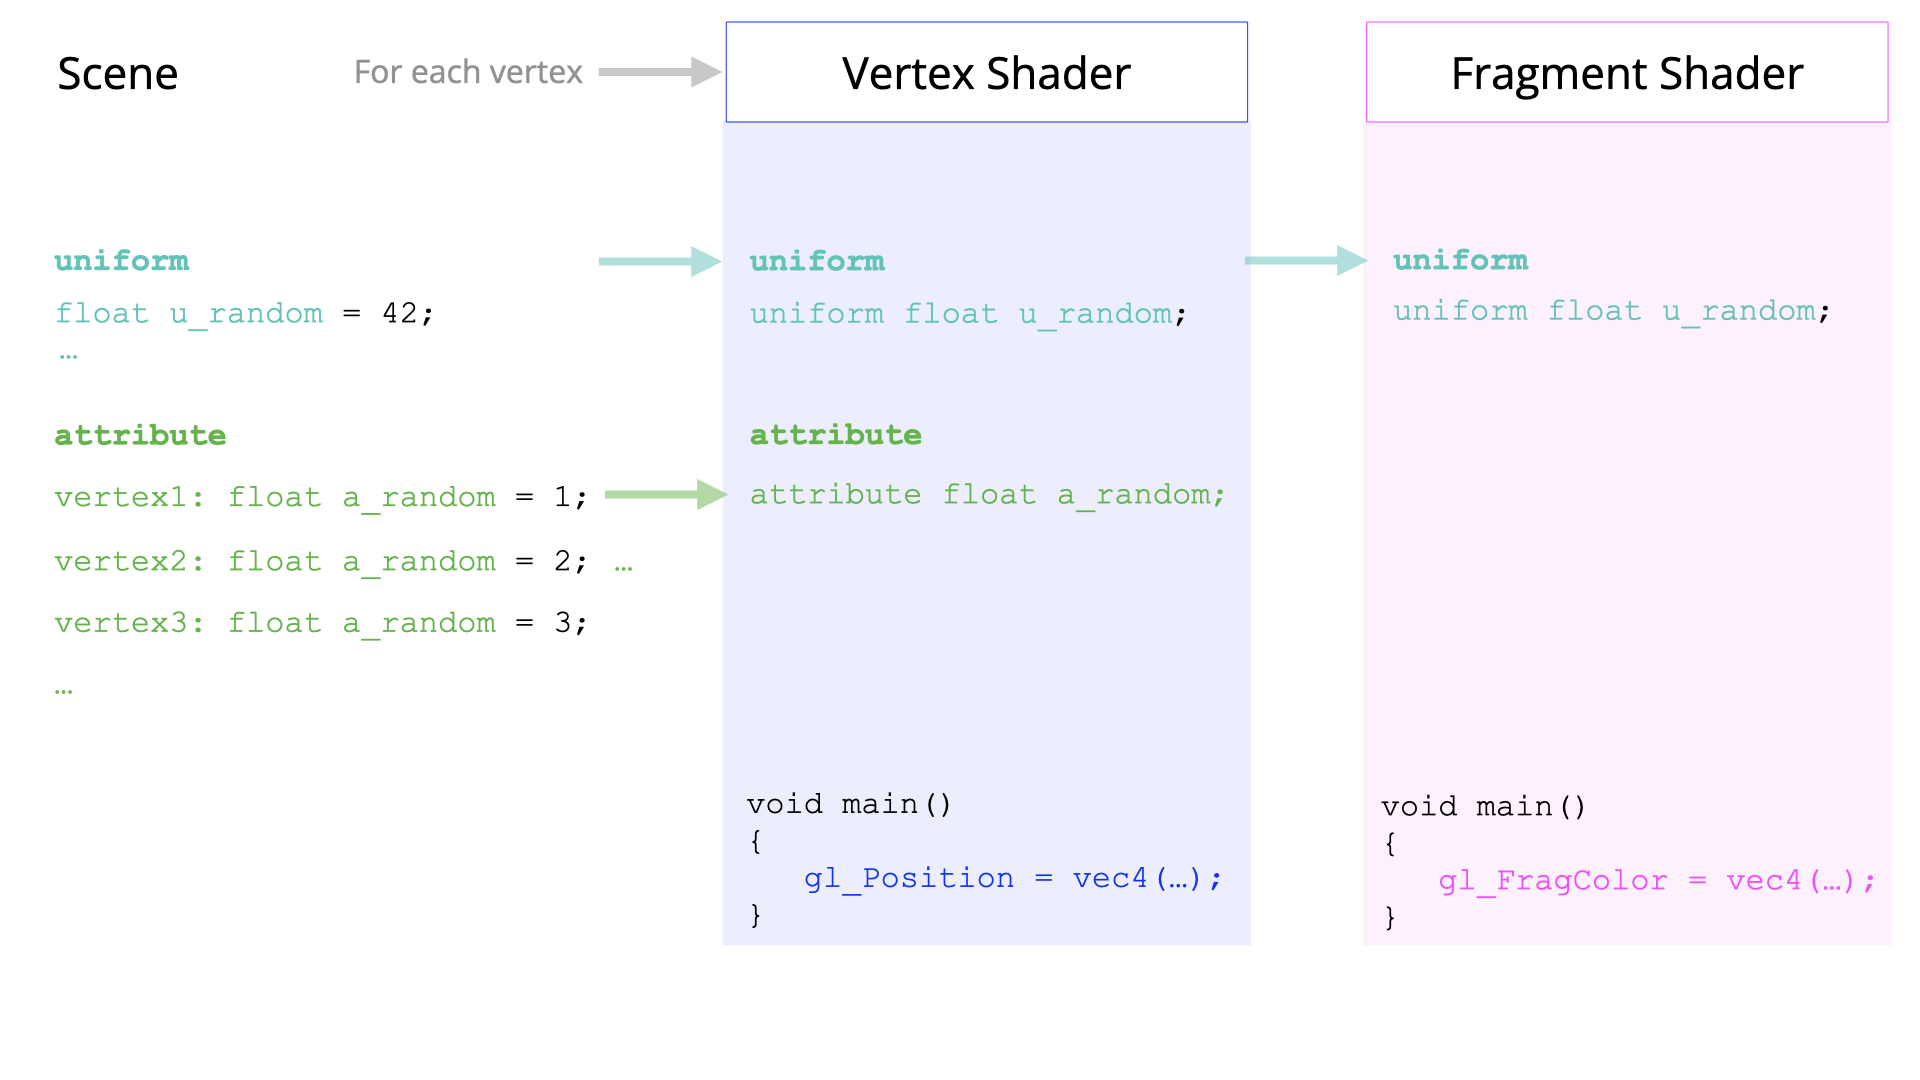 Scene
For each vertex
Vertex Shader
Fragment Shader
uniform
float u_random = 42;
…
attribute
vertex1: float a_random = 1;
vertex2: float a_random = 2; …
vertex3: float a_random = 3;
…
uniform
uniform float u_random;
attribute
attribute float a_random;
void main()
{
gl_Position = vec4(…);
}
uniform
uniform float u_random;
void main()
{
gl_FragColor = vec4(…);
}